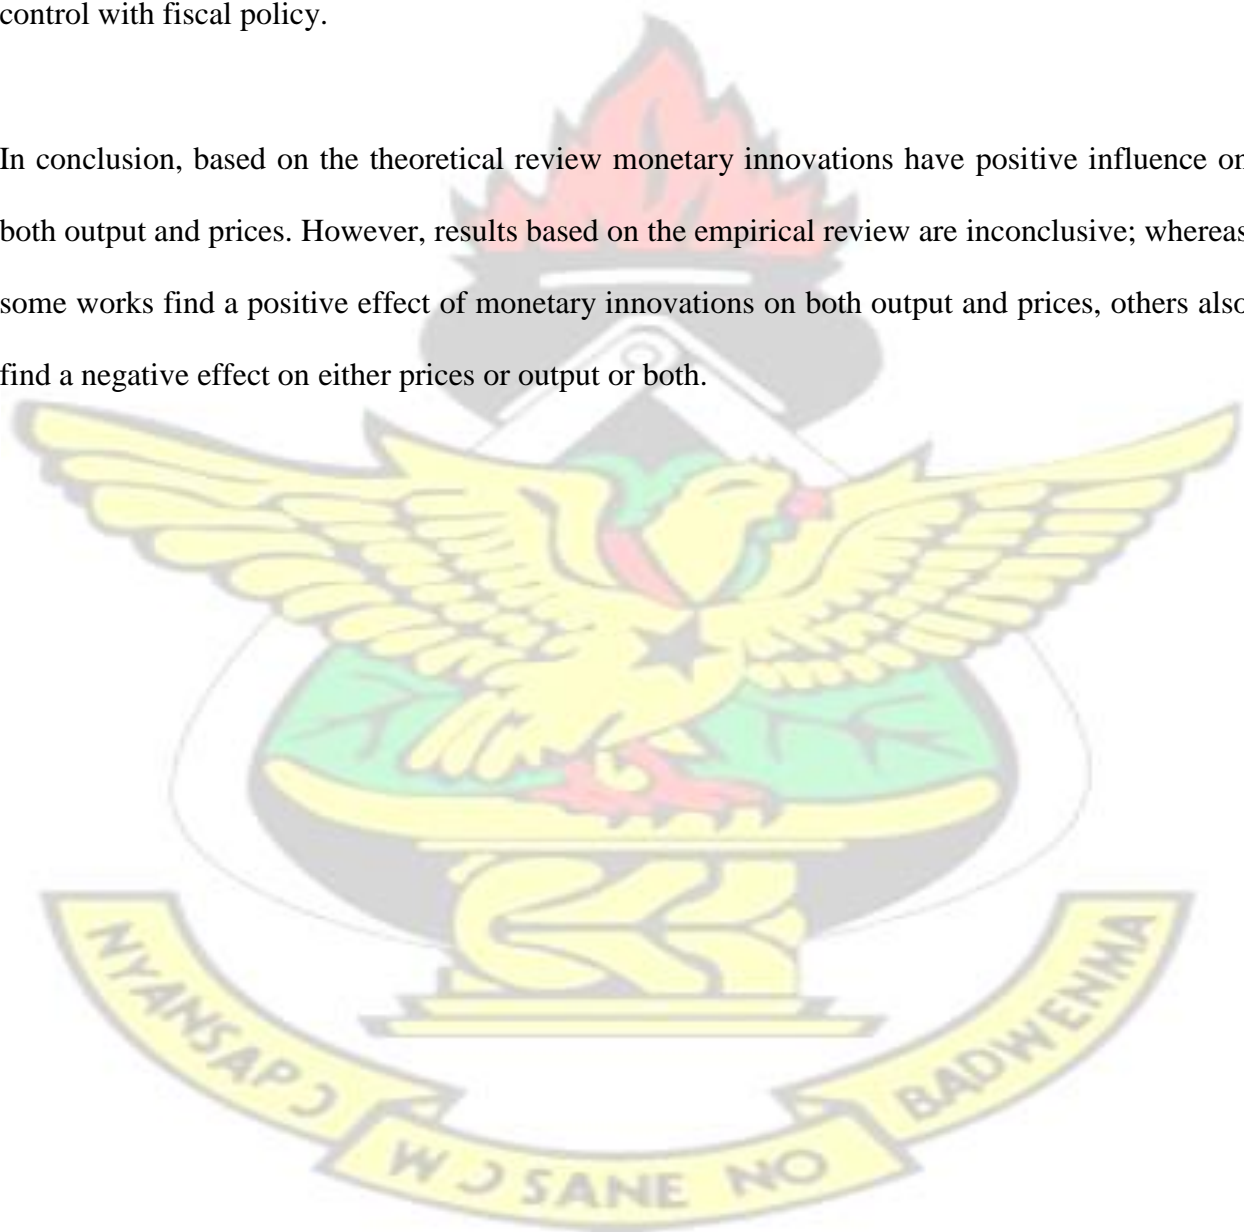 control with fiscal policy.
In conclusion, based on the theoretical review monetary innovations have positive influence on
both output and prices. However, results based on the empirical review are inconclusive; whereas
some works find a positive effect of monetary innovations on both output and prices, others also
find a negative effect on either prices or output or both.
NYANSAPƆ WƆSANE NO BADWENMA